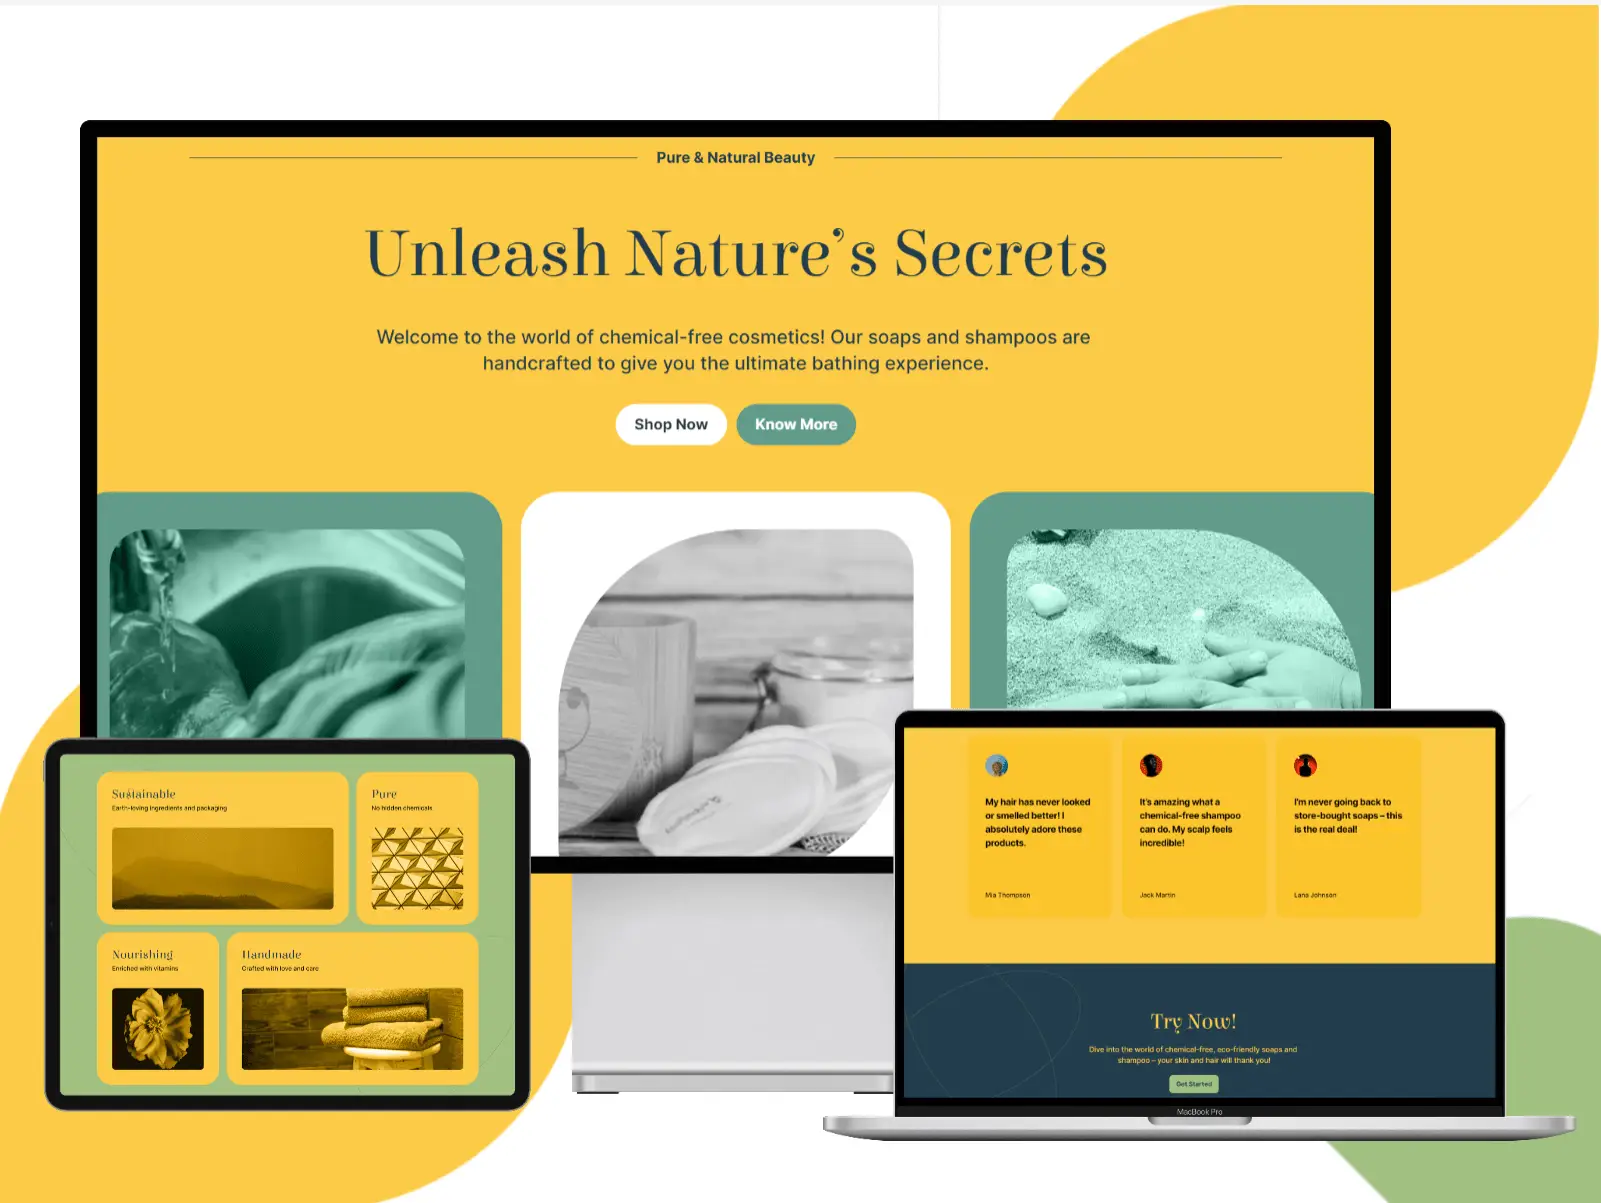 Pure & Natural Beauty
Unleash Nature's Secrets
Welcome to the world of chemical-free cosmetics! Our soaps and shampoos are
handcrafted to give you the ultimate bathing experience.
Shop Now
Know More
Sustainable
Earth-loving ingredients and packaging
Pure
No hidden chemicals
Nourishing
Enriched with vitamins
Handmade
Crafted with love and care
My hair has never looked
or smelled better! I
absolutely adore these
products.
Mia Thompson
It's amazing what a
chemical-free shampoo
can do. My scalp feels
incredible!
Jack Martin
I'm never going back to
store-bought soaps – this
is the real deal!
Lana Johnson
Try Now!
Dive into the world of chemical-free, eco-friendly soaps and
shampoo – your skin and hair will thank you!
Get Started
MacBook Pro